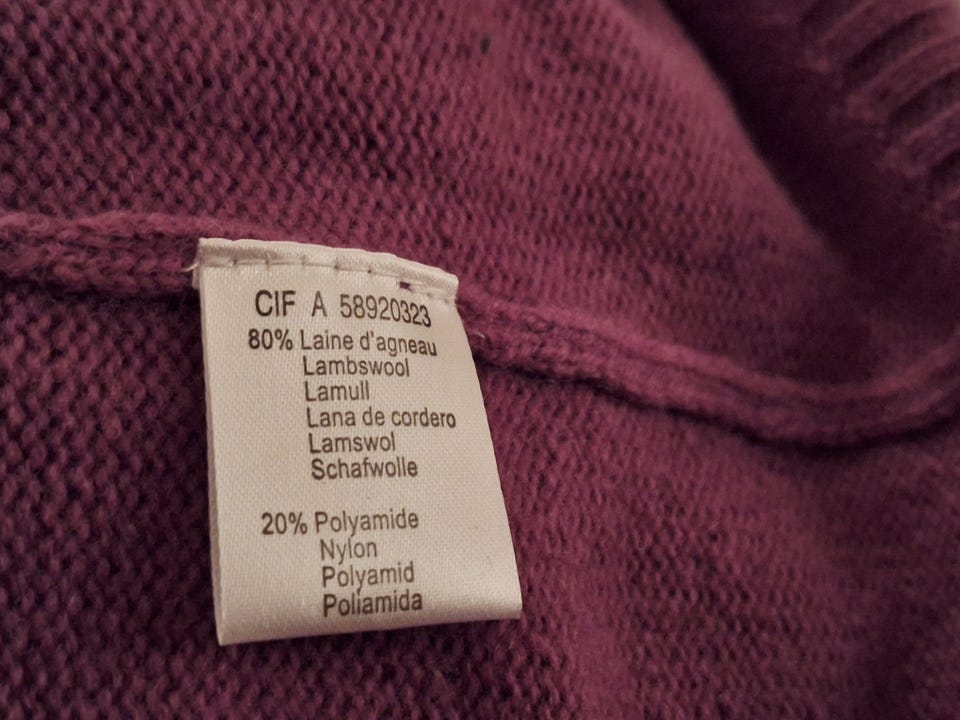 CIF A 58920323
80% Laine d'agneau
Lambswool
Lamull
Lana de cordero
Lamswol
Schafwolle
20% Polyamide
Nylon
Polyamid
Poliamida